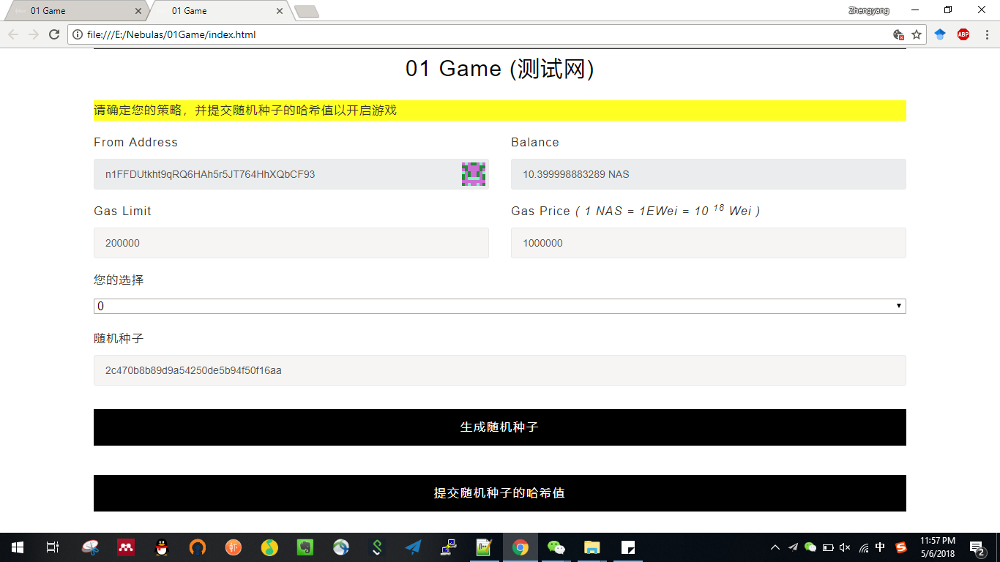 01 Game
01 Game
Zhengyang
file:///E:/Nebulas/01Game/index.html
ABP
01 Game (测试网)
请确定您的策略，并提交随机种子的哈希值以开启游戏
From Address
Balance
n1FFDUtkht9qRQ6HAh5r5JT764HhXQbCF93
10.399998883289 NAS
Gas Limit
Gas Price ( 1 NAS = 1EWei = 10 18 Wei )
200000
1000000
您的选择
0
随机种子
2c470b8b89d9a54250de5b94f50f16aa
生成随机种子
提交随机种子的哈希值
中
11:57 PM
5/6/2018
2